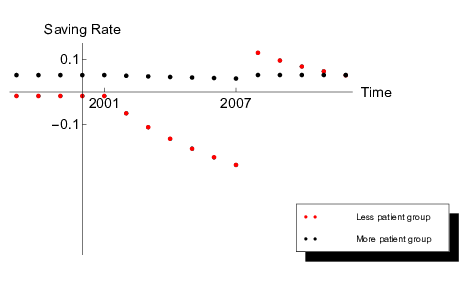 Saving Rate
0.1
Time
2001
2007
−0.1
Less patient group
More patient group